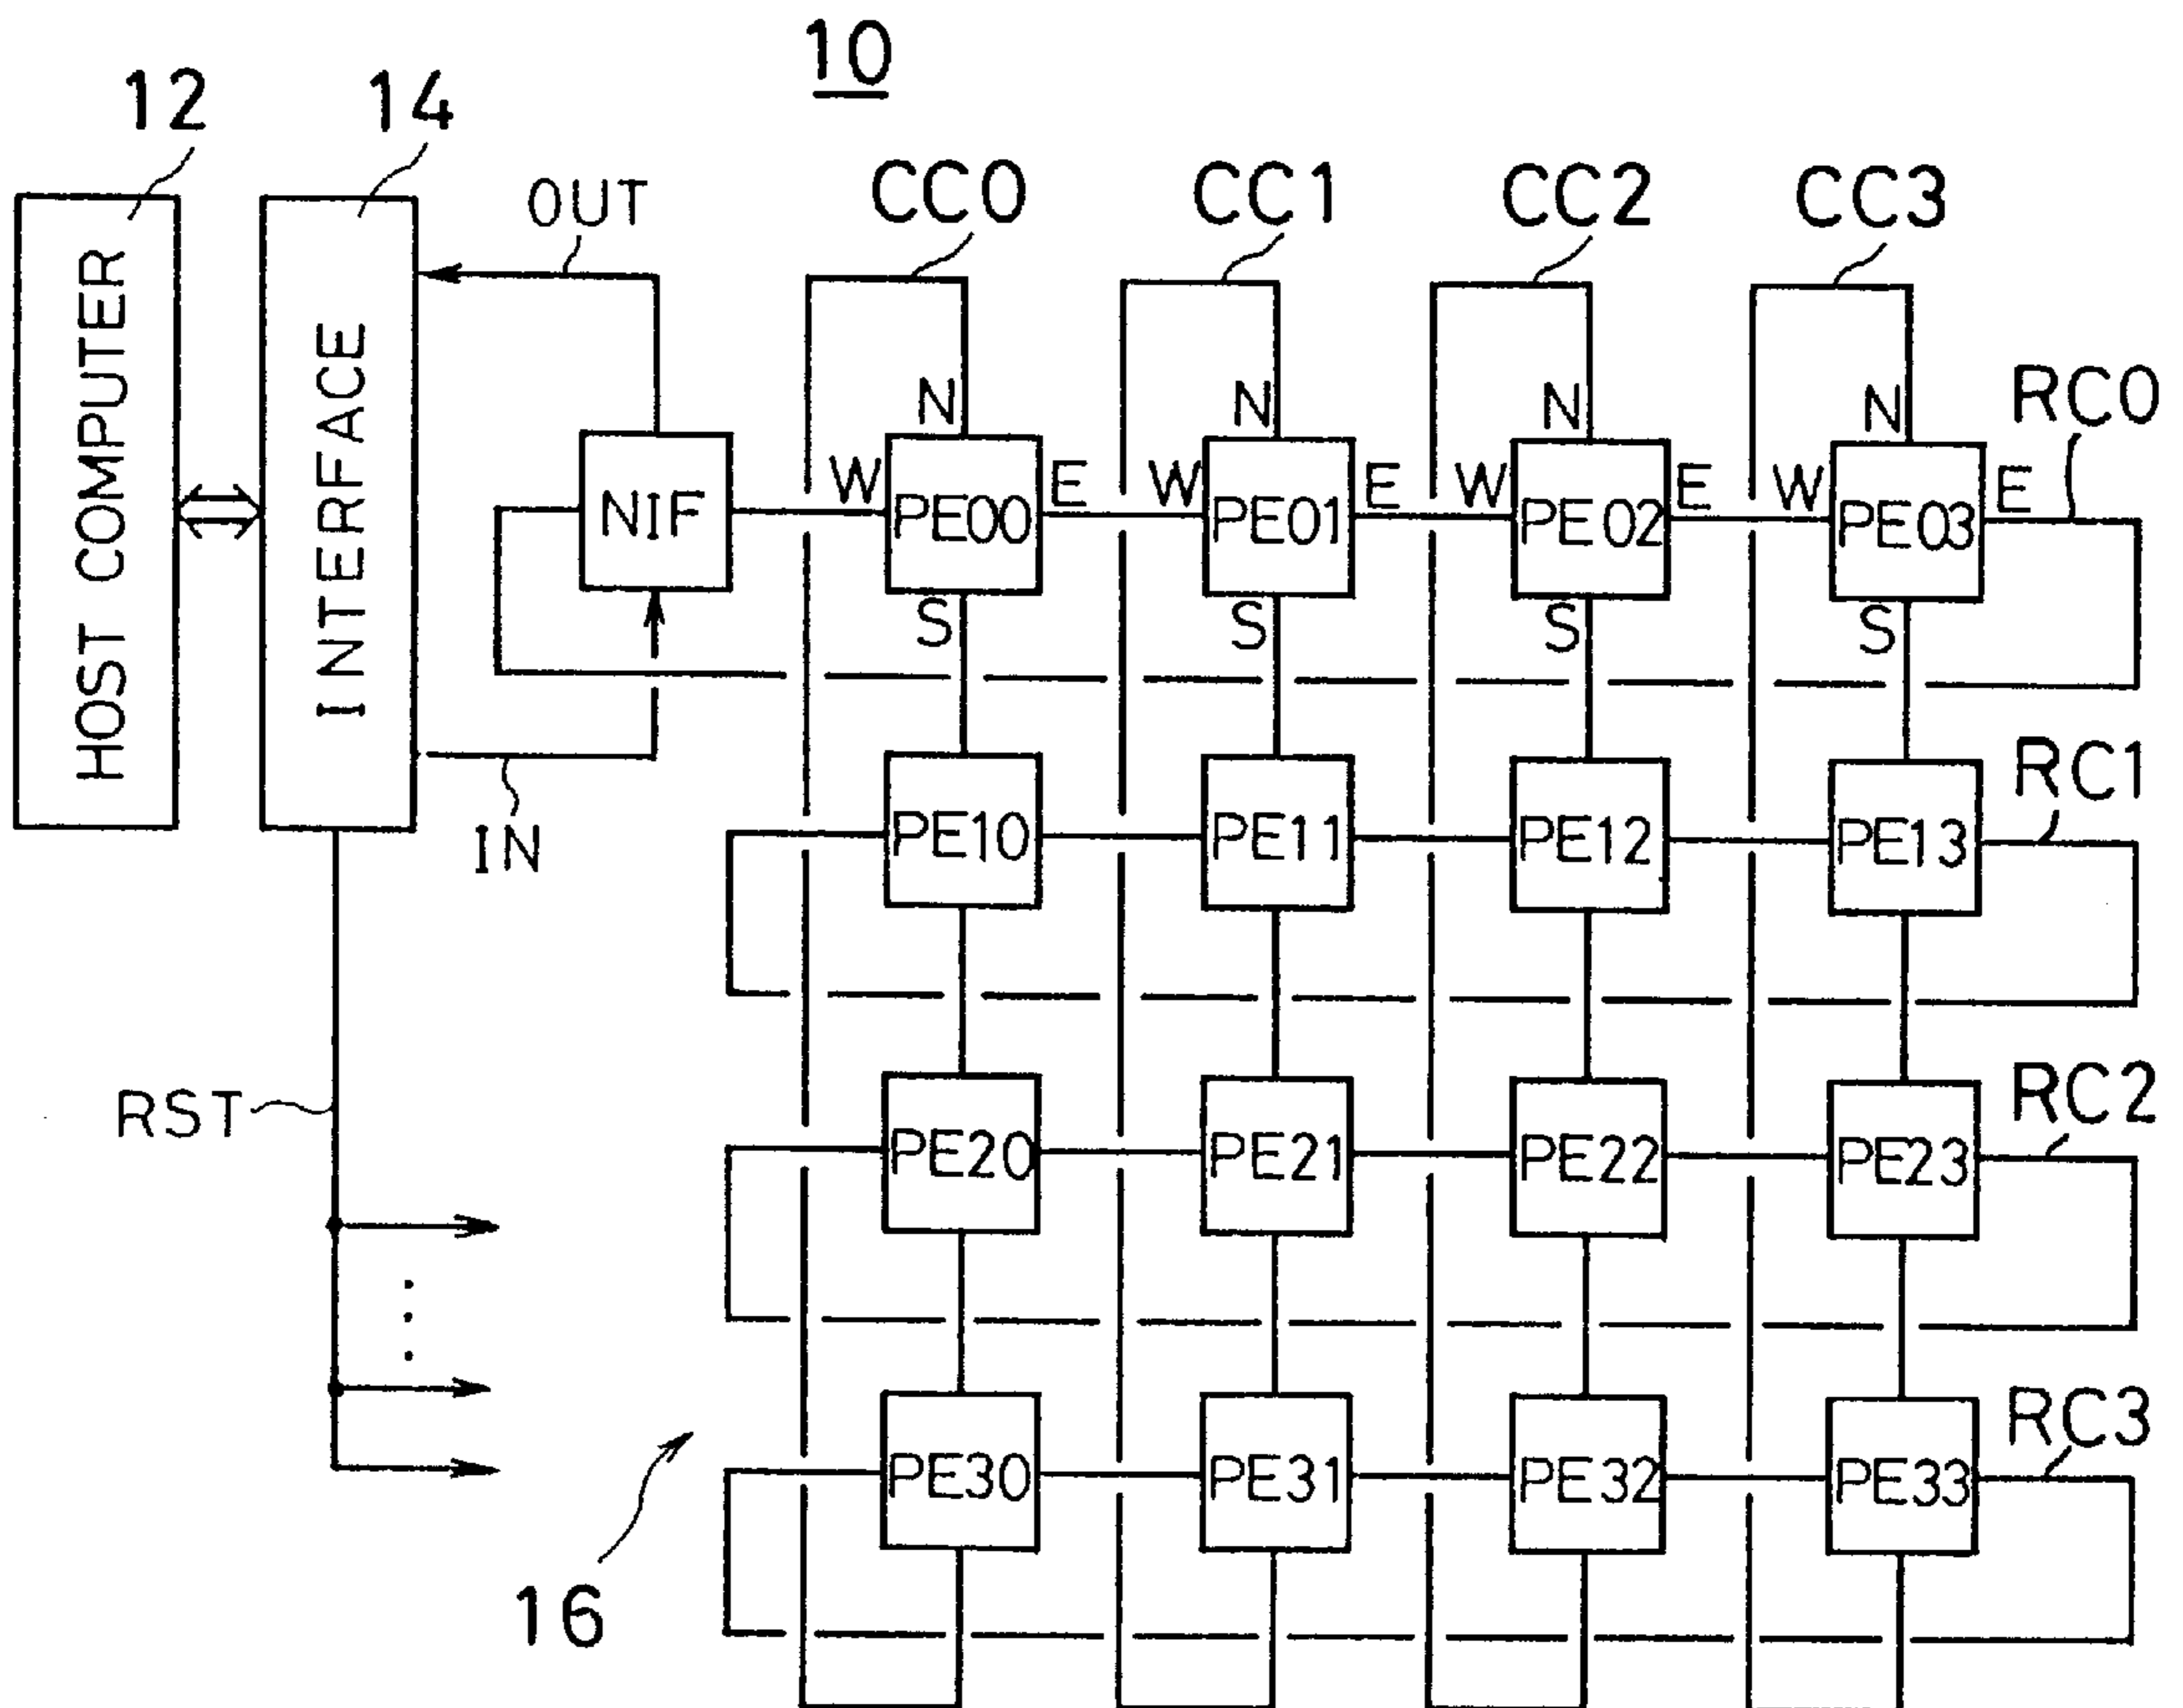 10
12
14
OUT
CC0
CC1
CC2
CC3
HOST COMPUTER
INTERFACE
N
N
N
N
RC0
NIF
W
PE00
E
W
PE01
E
W
PE02
E
W
PE03
E
S
S
S
S
IN
PE10
PE11
PE12
PE13
RC1
RST
PE20
PE21
PE22
PE23
RC2
PE30
PE31
PE32
PE33
RC3
16